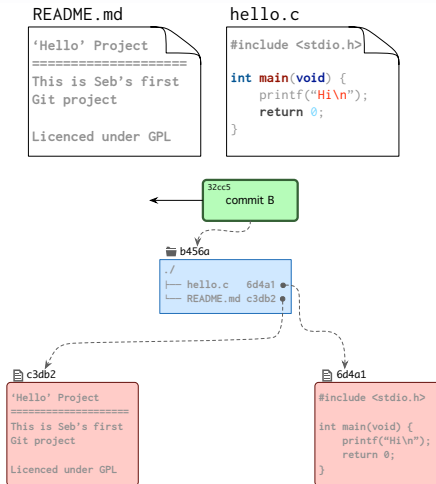 README.md
‘Hello’ Project
====================
This is Seb’s first
Git project
Licenced under GPL
hello.c
#include <stdio.h>
int main(void) {
printf(“Hi\n”);
return 0;
}
32cc5
commit B
b456a
./
├── hello.c 6d4a1
└── README.md c3db2
c3db2
‘Hello’ Project
====================
This is Seb’s first
Git project
Licenced under GPL
6d4a1
#include <stdio.h>
int main(void) {
printf(“Hi\n”);
return 0;
}